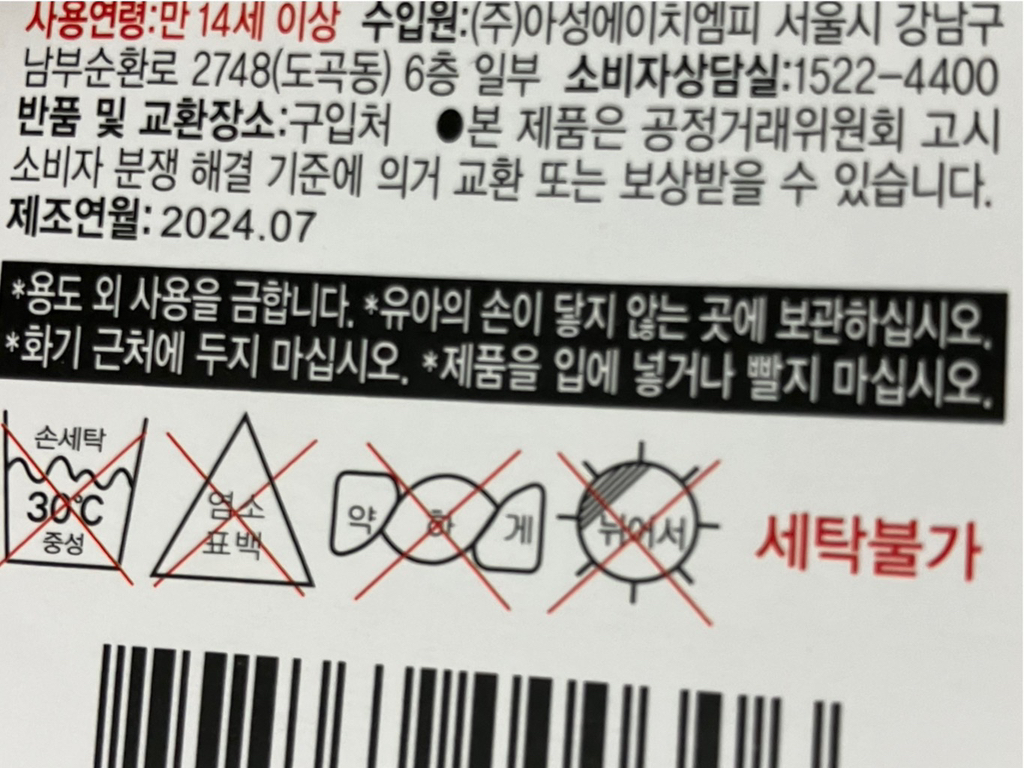 사용연령:만 14세 이상 수입원:(주)아성에이치엠피 서울시 강남구
남부순환로 2748(도곡동) 6층 일부 소비자상담실:1522-4400
반품 및 교환장소:구입처 ●본 제품은 공정거래위원회 고시
소비자 분쟁 해결 기준에 의거 교환 또는 보상받을 수 있습니다.
제조연월: 2024.07
*용도 외 사용을 금합니다. *유아의 손이 닿지 않는 곳에 보관하십시오.
*화기 근처에 두지 마십시오. *제품을 입에 넣거나 빨지 마십시오.
손세탁
30℃
중성
염소
표백
약 하 게
뉘어서
세탁불가